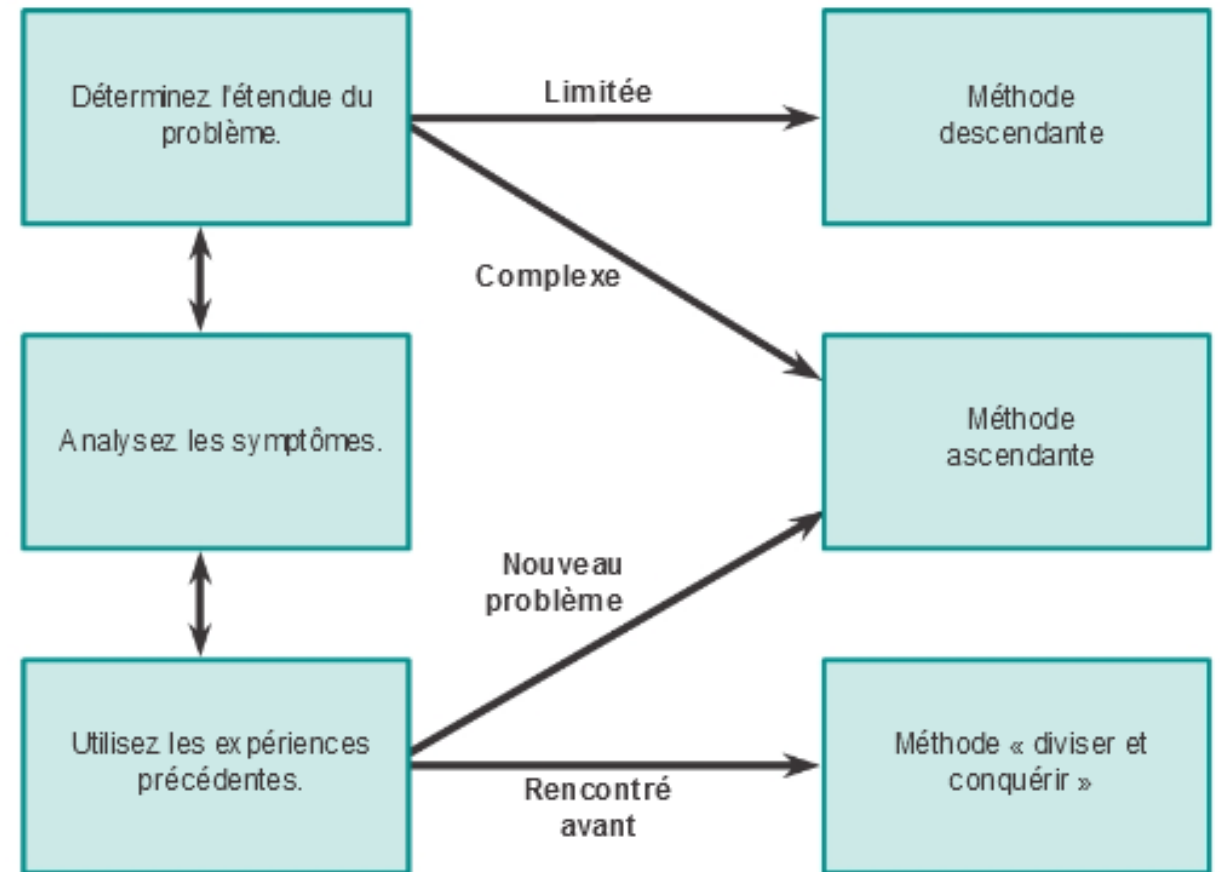 Déterminez l'étendue du
problème.
Limitée
Méthode
descendante
Complexe
Analysez les symptômes.
Méthode
ascendante
Nouveau
problème
Utilisez les expériences
précédentes.
Rencontré
avant
Méthode « diviser et
conquérir »